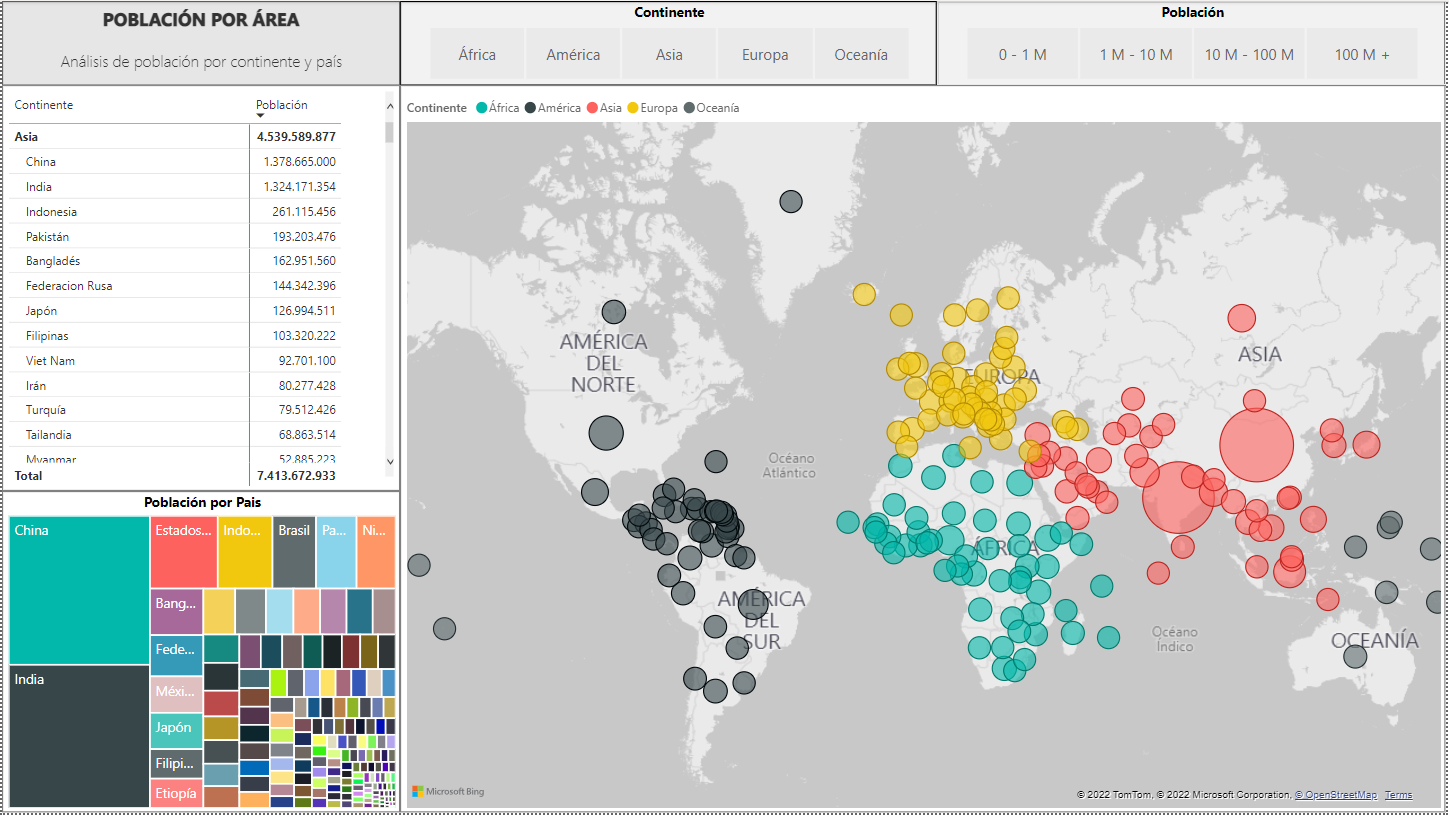 POBLACIÓN POR ÁREA
Análisis de población por continente y país
Continente
África
América
Asia
Europa
Oceanía
Población
0 - 1 M
1 M - 10 M
10 M - 100 M
100 M +
Continente Población
Asia 4.539.589.877
China 1.378.665.000
India 1.324.171.354
Indonesia 261.115.456
Pakistán 193.203.476
Bangladés 162.951.560
Federacion Rusa 144.342.396
Japón 126.994.511
Filipinas 103.320.222
Viet Nam 92.701.100
Irán 80.277.428
Turquía 79.512.426
Tailandia 68.863.514
Myanmar 52.885.223
Total 7.413.672.933
Población por Pais
China
India
Estados...
Indo...
Brasil
Pa...
Ni...
Bang...
Fede...
Méxi...
Japón
Filipi...
Etiopía
Continente África América Asia Europa Oceanía
AMÉRICA
DEL
NORTE
EUROPA
ASIA
Océano
Atlántico
ÁFRICA
AMÉRICA
DEL
SUR
Océano
Índico
OCEANÍA
Microsoft Bing
© 2022 TomTom, © 2022 Microsoft Corporation, © OpenStreetMap Terms